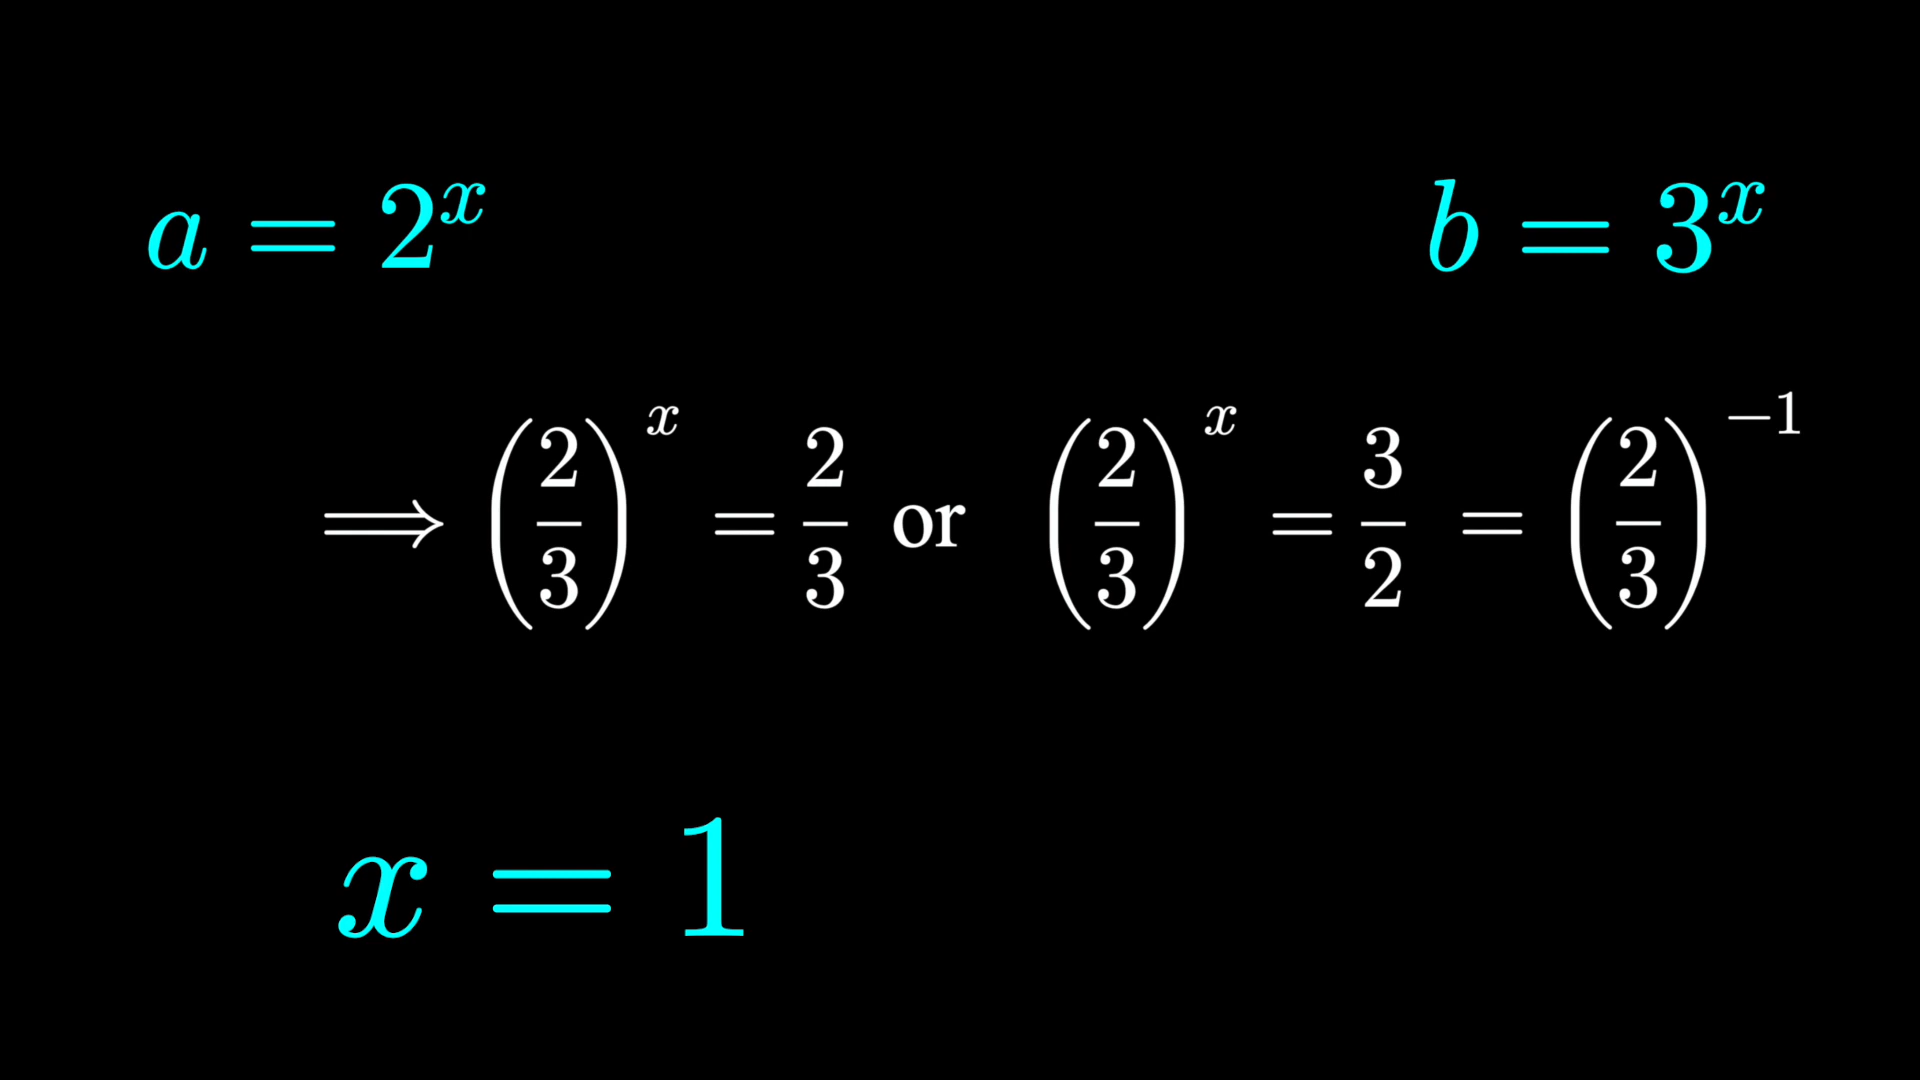 a = 2^x b = 3^x
⟹ (2/3)^x = 2/3 or (2/3)^x = 3/2 = (2/3)^−1
x = 1